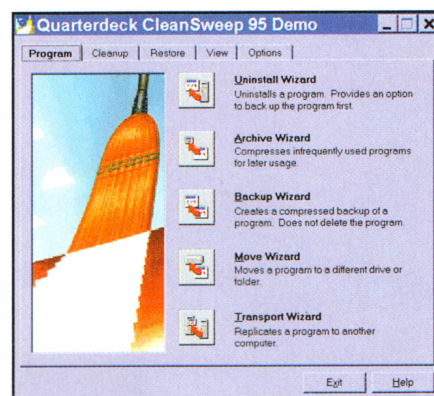 Quarterdeck CleanSweep 95 Demo
Program Cleanup Restore View Options
Uninstall Wizard
Uninstalls a program. Provides an option
to back up the program first.
Archive Wizard
Compresses infrequently used programs
for later usage.
Backup Wizard
Creates a compressed backup of a
program. Does not delete the program.
Move Wizard
Moves a program to a different drive or
folder.
Transport Wizard
Replicates a program to another
computer.
Exit Help